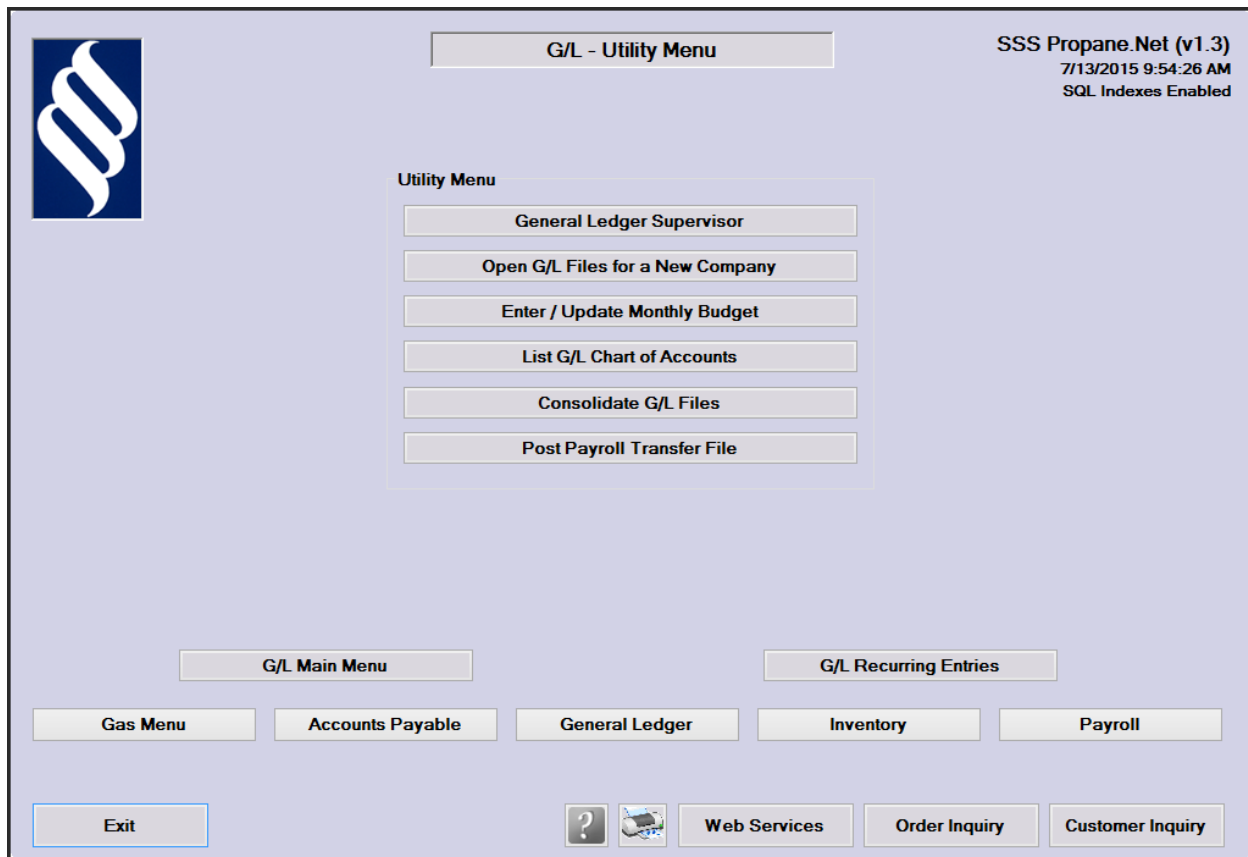 G/L - Utility Menu
SSS Propane.Net (v1.3)
7/13/2015 9:54:26 AM
SQL Indexes Enabled
Utility Menu
General Ledger Supervisor
Open G/L Files for a New Company
Enter / Update Monthly Budget
List G/L Chart of Accounts
Consolidate G/L Files
Post Payroll Transfer File
G/L Main Menu
G/L Recurring Entries
Gas Menu
Accounts Payable
General Ledger
Inventory
Payroll
Exit
?
Web Services
Order Inquiry
Customer Inquiry